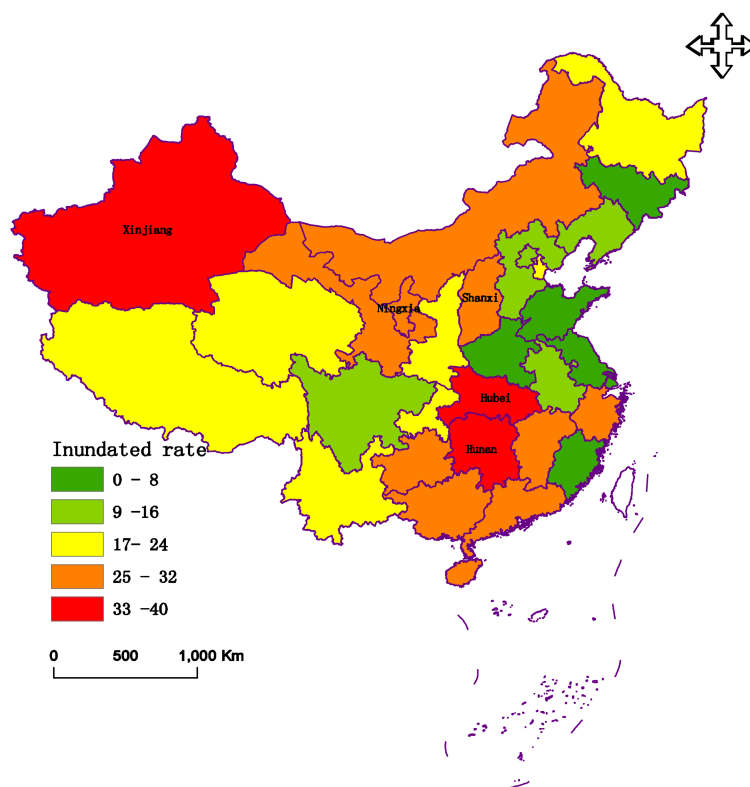 Xinjiang
Shanxi
Ningxia
Hubei
Hunan
Inundated rate
0 - 8
9 -16
17- 24
25 - 32
33 -40
0 500 1,000 Km